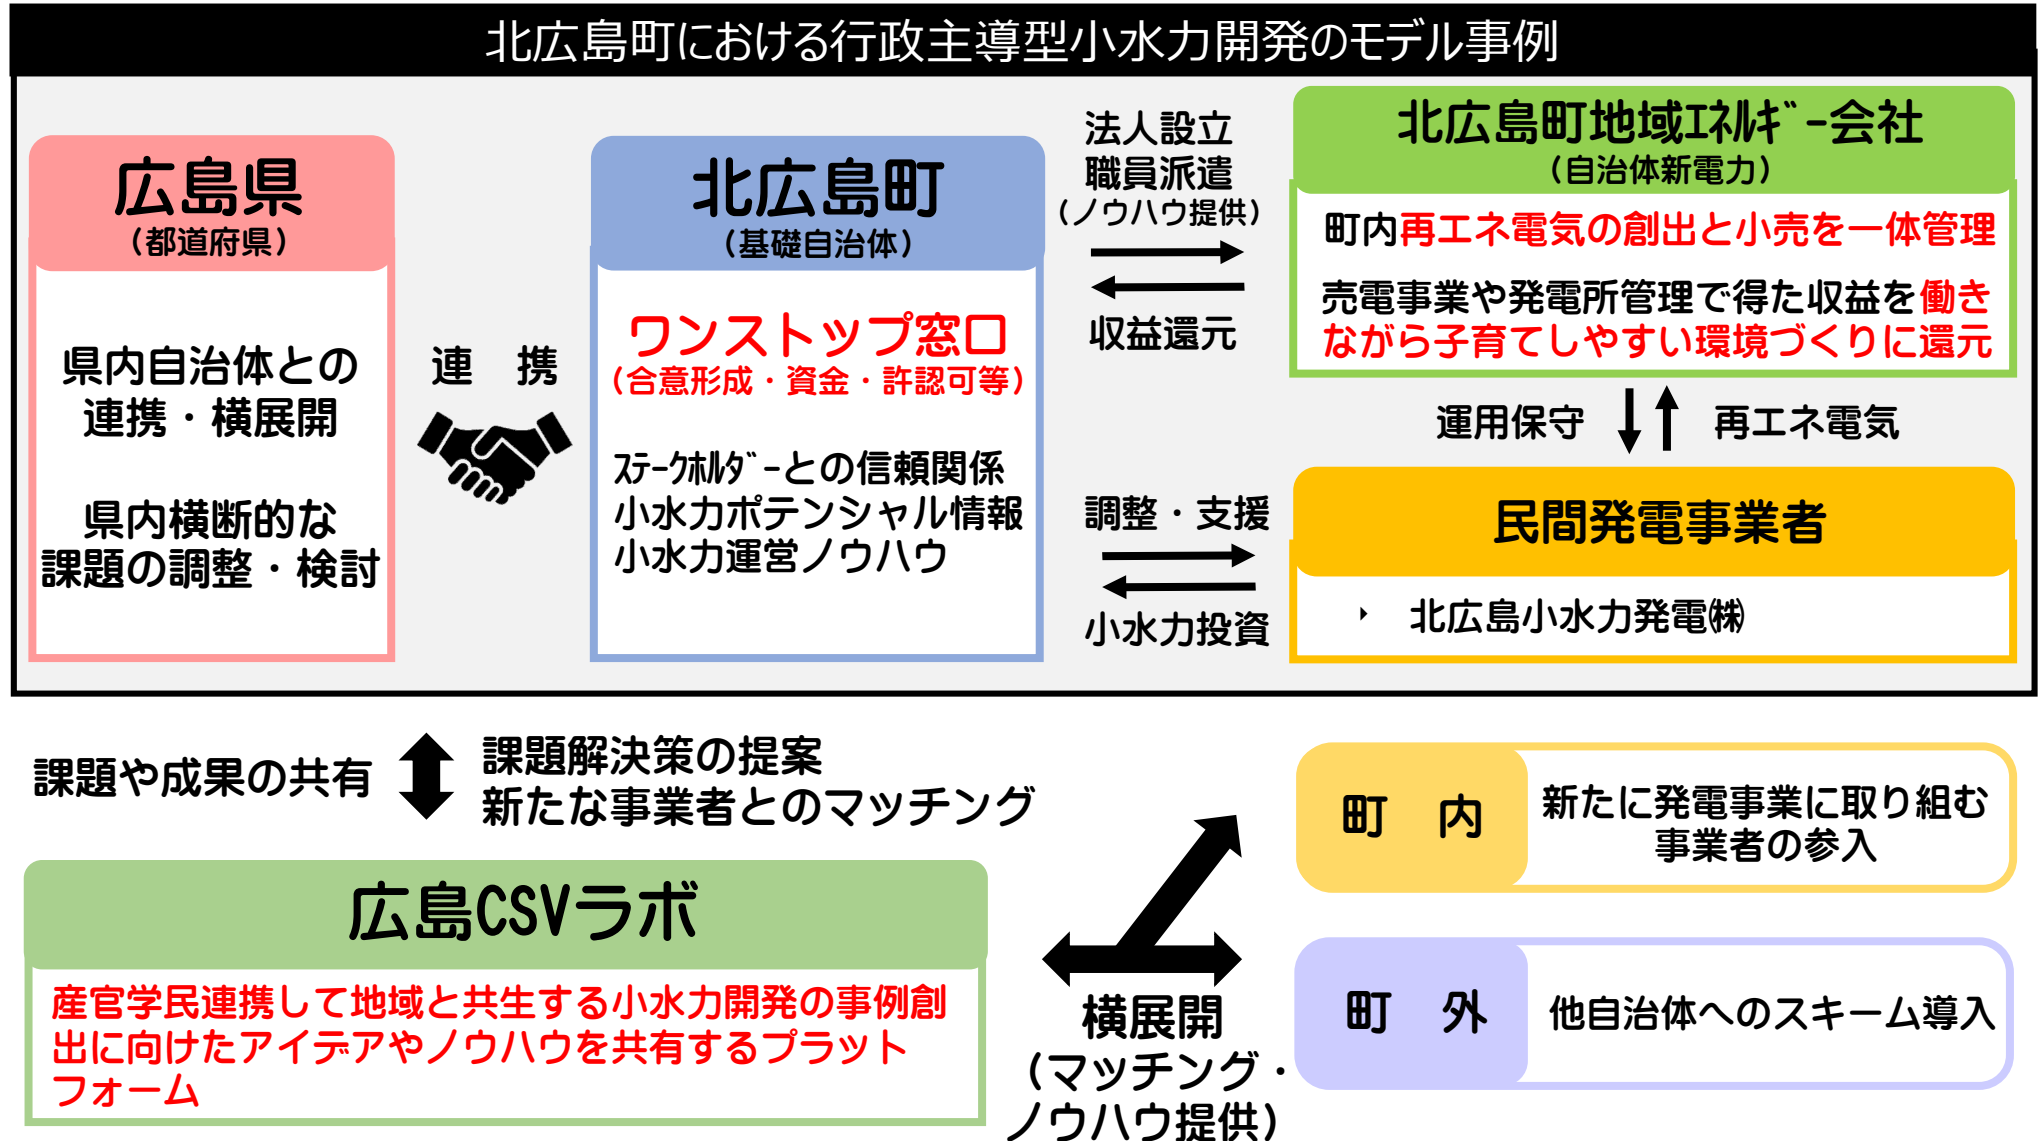 北広島町における行政主導型小水力開発のモデル事例
広島県
（都道府県）
県内自治体との
連携・横展開
県内横断的な
課題の調整・検討
連　携
北広島町
（基礎自治体）
ワンストップ窓口
（合意形成・資金・許認可等）
ｽﾃｰｸﾎﾙﾀﾞｰとの信頼関係
小水力ポテンシャル情報
小水力運営ノウハウ
法人設立
職員派遣
（ノウハウ提供）
収益還元
調整・支援
小水力投資
北広島町地域ｴﾈﾙｷﾞｰ会社
（自治体新電力）
町内再エネ電気の創出と小売を一体管理
売電事業や発電所管理で得た収益を働き
ながら子育てしやすい環境づくりに還元
運用保守
再エネ電気
民間発電事業者
‣　北広島小水力発電㈱
課題や成果の共有
課題解決策の提案
新たな事業者とのマッチング
広島CSVラボ
産官学民連携して地域と共生する小水力開発の事例創
出に向けたアイデアやノウハウを共有するプラット
フォーム
横展開
（マッチング・
ノウハウ提供）
町　内
新たに発電事業に取り組む
事業者の参入
町　外
他自治体へのスキーム導入